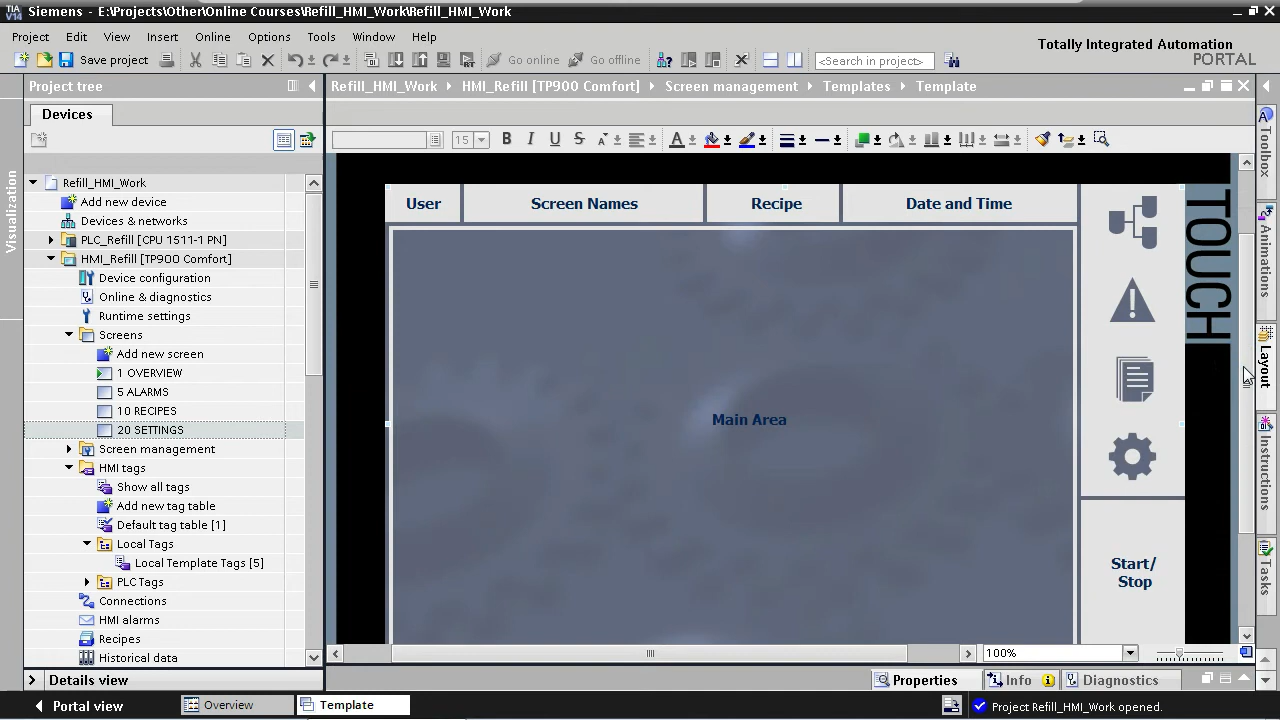 TIA
V14
Siemens - E:\Projects\Other\Online Courses\Refill_HMI_Work\Refill_HMI_Work
Project Edit View Insert Online Options Tools Window Help
Totally Integrated Automation
PORTAL
Save project
Go online
Go offline
<Search in project>
Project tree
Refill_HMI_Work
HMI_Refill [TP900 Comfort]
Screen management
Templates
Template
Devices
15
B I U S A A
Visualization
Refill_HMI_Work
Add new device
Devices & networks
PLC_Refill [CPU 1511-1 PN]
HMI_Refill [TP900 Comfort]
Device configuration
Online & diagnostics
Runtime settings
Screens
Add new screen
1 OVERVIEW
5 ALARMS
10 RECIPES
20 SETTINGS
Screen management
HMI tags
Show all tags
Add new tag table
Default tag table [1]
Local Tags
Local Template Tags [5]
PLC Tags
Connections
HMI alarms
Recipes
Historical data
User
Screen Names
Recipe
Date and Time
Main Area
Start/
Stop
TOUCH
Toolbox
Animations
Layout
Instructions
Tasks
100%
Details view
Properties
Info
Diagnostics
Portal view
Overview
Template
Project Refill_HMI_Work opened.